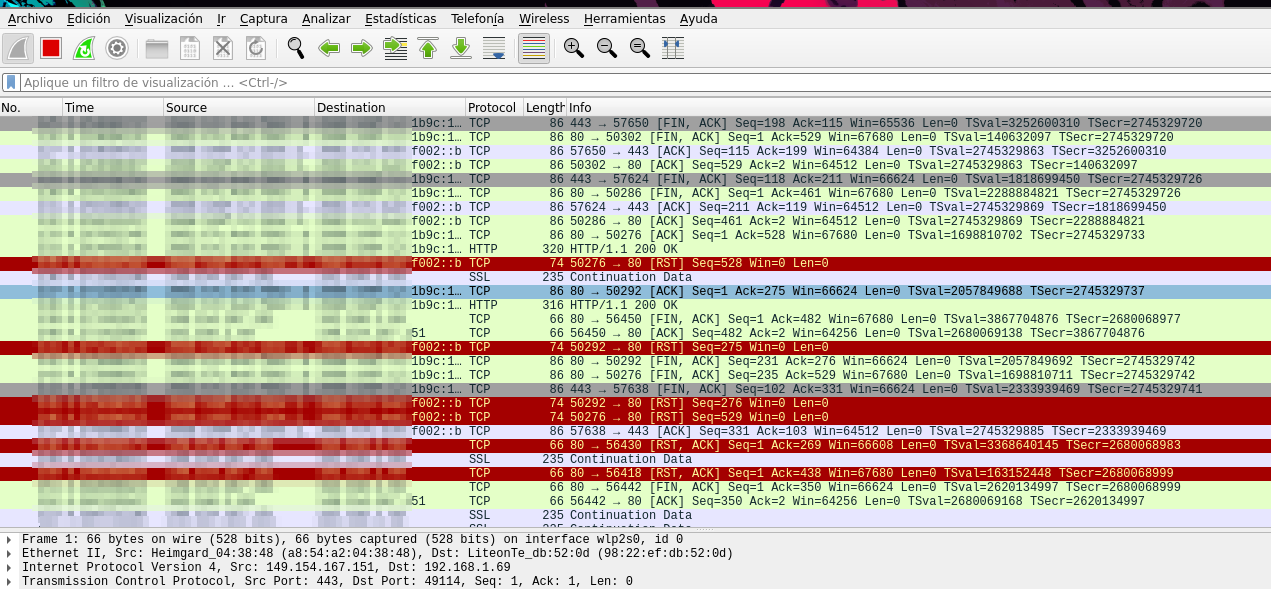 Archivo Edición Visualización Ir Captura Analizar Estadísticas Telefonía Wireless Herramientas Ayuda
Aplique un filtro de visualización … <Ctrl-/>
No. Time Source Destination Protocol Length Info
1b9c:1… TCP 86 443 → 57650 [FIN, ACK] Seq=198 Ack=115 Win=65536 Len=0 TSval=3252600310 TSecr=2745329720
1b9c:1… TCP 86 80 → 50302 [FIN, ACK] Seq=1 Ack=529 Win=67680 Len=0 TSval=140632097 TSecr=2745329720
f002::b TCP 86 57650 → 443 [ACK] Seq=115 Ack=199 Win=64384 Len=0 TSval=2745329863 TSecr=3252600310
f002::b TCP 86 50302 → 80 [ACK] Seq=529 Ack=2 Win=64512 Len=0 TSval=2745329863 TSecr=140632097
1b9c:1… TCP 86 443 → 57624 [FIN, ACK] Seq=118 Ack=211 Win=66624 Len=0 TSval=1818699450 TSecr=2745329726
1b9c:1… TCP 86 80 → 50286 [FIN, ACK] Seq=1 Ack=461 Win=67680 Len=0 TSval=2288884821 TSecr=2745329726
f002::b TCP 86 57624 → 443 [ACK] Seq=211 Ack=119 Win=64512 Len=0 TSval=2745329869 TSecr=1818699450
f002::b TCP 86 50286 → 80 [ACK] Seq=461 Ack=2 Win=64512 Len=0 TSval=2745329869 TSecr=2288884821
1b9c:1… TCP 86 80 → 50276 [ACK] Seq=1 Ack=528 Win=67680 Len=0 TSval=1698810702 TSecr=2745329733
1b9c:1… HTTP 320 HTTP/1.1 200 OK
f002::b TCP 74 50276 → 80 [RST] Seq=528 Win=0 Len=0
SSL 235 Continuation Data
1b9c:1… TCP 86 80 → 50292 [ACK] Seq=1 Ack=275 Win=66624 Len=0 TSval=2057849688 TSecr=2745329737
1b9c:1… HTTP 316 HTTP/1.1 200 OK
TCP 66 80 → 56450 [FIN, ACK] Seq=1 Ack=482 Win=67680 Len=0 TSval=3867704876 TSecr=2680068977
51 TCP 66 56450 → 80 [ACK] Seq=482 Ack=2 Win=64256 Len=0 TSval=2680069138 TSecr=3867704876
f002::b TCP 74 50292 → 80 [RST] Seq=275 Win=0 Len=0
1b9c:1… TCP 86 80 → 50292 [FIN, ACK] Seq=231 Ack=276 Win=66624 Len=0 TSval=2057849692 TSecr=2745329742
1b9c:1… TCP 86 80 → 50276 [FIN, ACK] Seq=235 Ack=529 Win=67680 Len=0 TSval=1698810711 TSecr=2745329742
1b9c:1… TCP 86 443 → 57638 [FIN, ACK] Seq=102 Ack=331 Win=66624 Len=0 TSval=2333939469 TSecr=2745329741
f002::b TCP 74 50292 → 80 [RST] Seq=276 Win=0 Len=0
f002::b TCP 74 50276 → 80 [RST] Seq=529 Win=0 Len=0
f002::b TCP 86 57638 → 443 [ACK] Seq=331 Ack=103 Win=64512 Len=0 TSval=2745329885 TSecr=2333939469
TCP 66 80 → 56430 [RST, ACK] Seq=1 Ack=269 Win=66608 Len=0 TSval=3368640145 TSecr=2680068983
SSL 235 Continuation Data
TCP 66 80 → 56418 [RST, ACK] Seq=1 Ack=438 Win=67680 Len=0 TSval=163152448 TSecr=2680068999
TCP 66 80 → 56442 [FIN, ACK] Seq=1 Ack=350 Win=66624 Len=0 TSval=2620134997 TSecr=2680068999
51 TCP 66 56442 → 80 [ACK] Seq=350 Ack=2 Win=64256 Len=0 TSval=2680069168 TSecr=2620134997
SSL 235 Continuation Data
Frame 1: 66 bytes on wire (528 bits), 66 bytes captured (528 bits) on interface wlp2s0, id 0
Ethernet II, Src: Heimgard_04:38:48 (a8:54:a2:04:38:48), Dst: LiteonTe_db:52:0d (98:22:ef:db:52:0d)
Internet Protocol Version 4, Src: 149.154.167.151, Dst: 192.168.1.69
Transmission Control Protocol, Src Port: 443, Dst Port: 49114, Seq: 1, Ack: 1, Len: 0